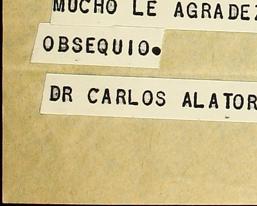 MUCHO LE AGRADEZ
OBSEQUIO.
DR CARLOS ALATOR